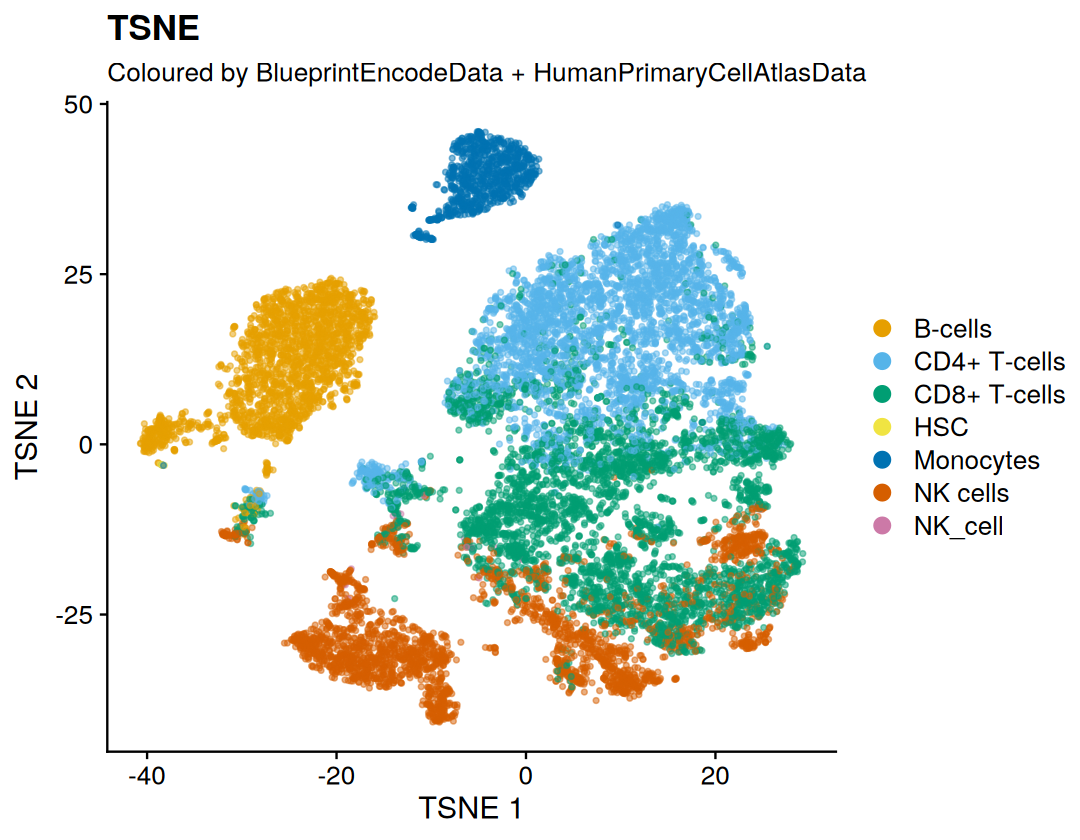 TSNE
Coloured by BlueprintEncodeData + HumanPrimaryCellAtlasData
50
25
0
-25
TSNE 2
-40
-20
0
20
TSNE 1
B-cells
CD4+ T-cells
CD8+ T-cells
HSC
Monocytes
NK cells
NK_cell